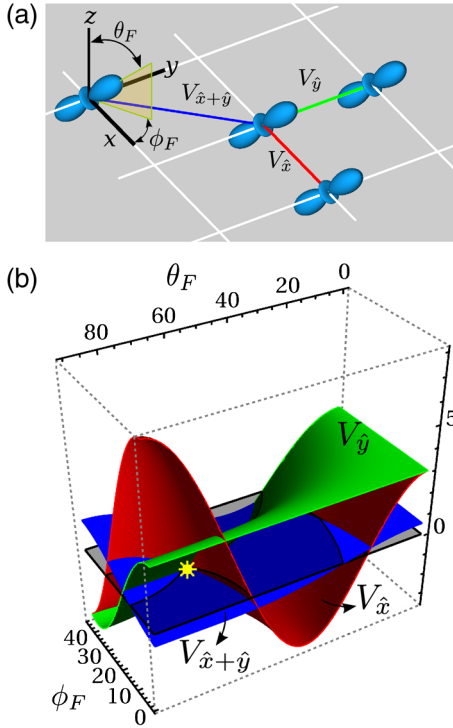 (a)
z
θ_F
y
V_{x̂+ŷ}
V_ŷ
x
ϕ_F
V_x̂
(b)
θ_F
80 60 40 20 0
5
V_ŷ
0
40
30
20
10
0
ϕ_F
V_{x̂+ŷ}
V_x̂